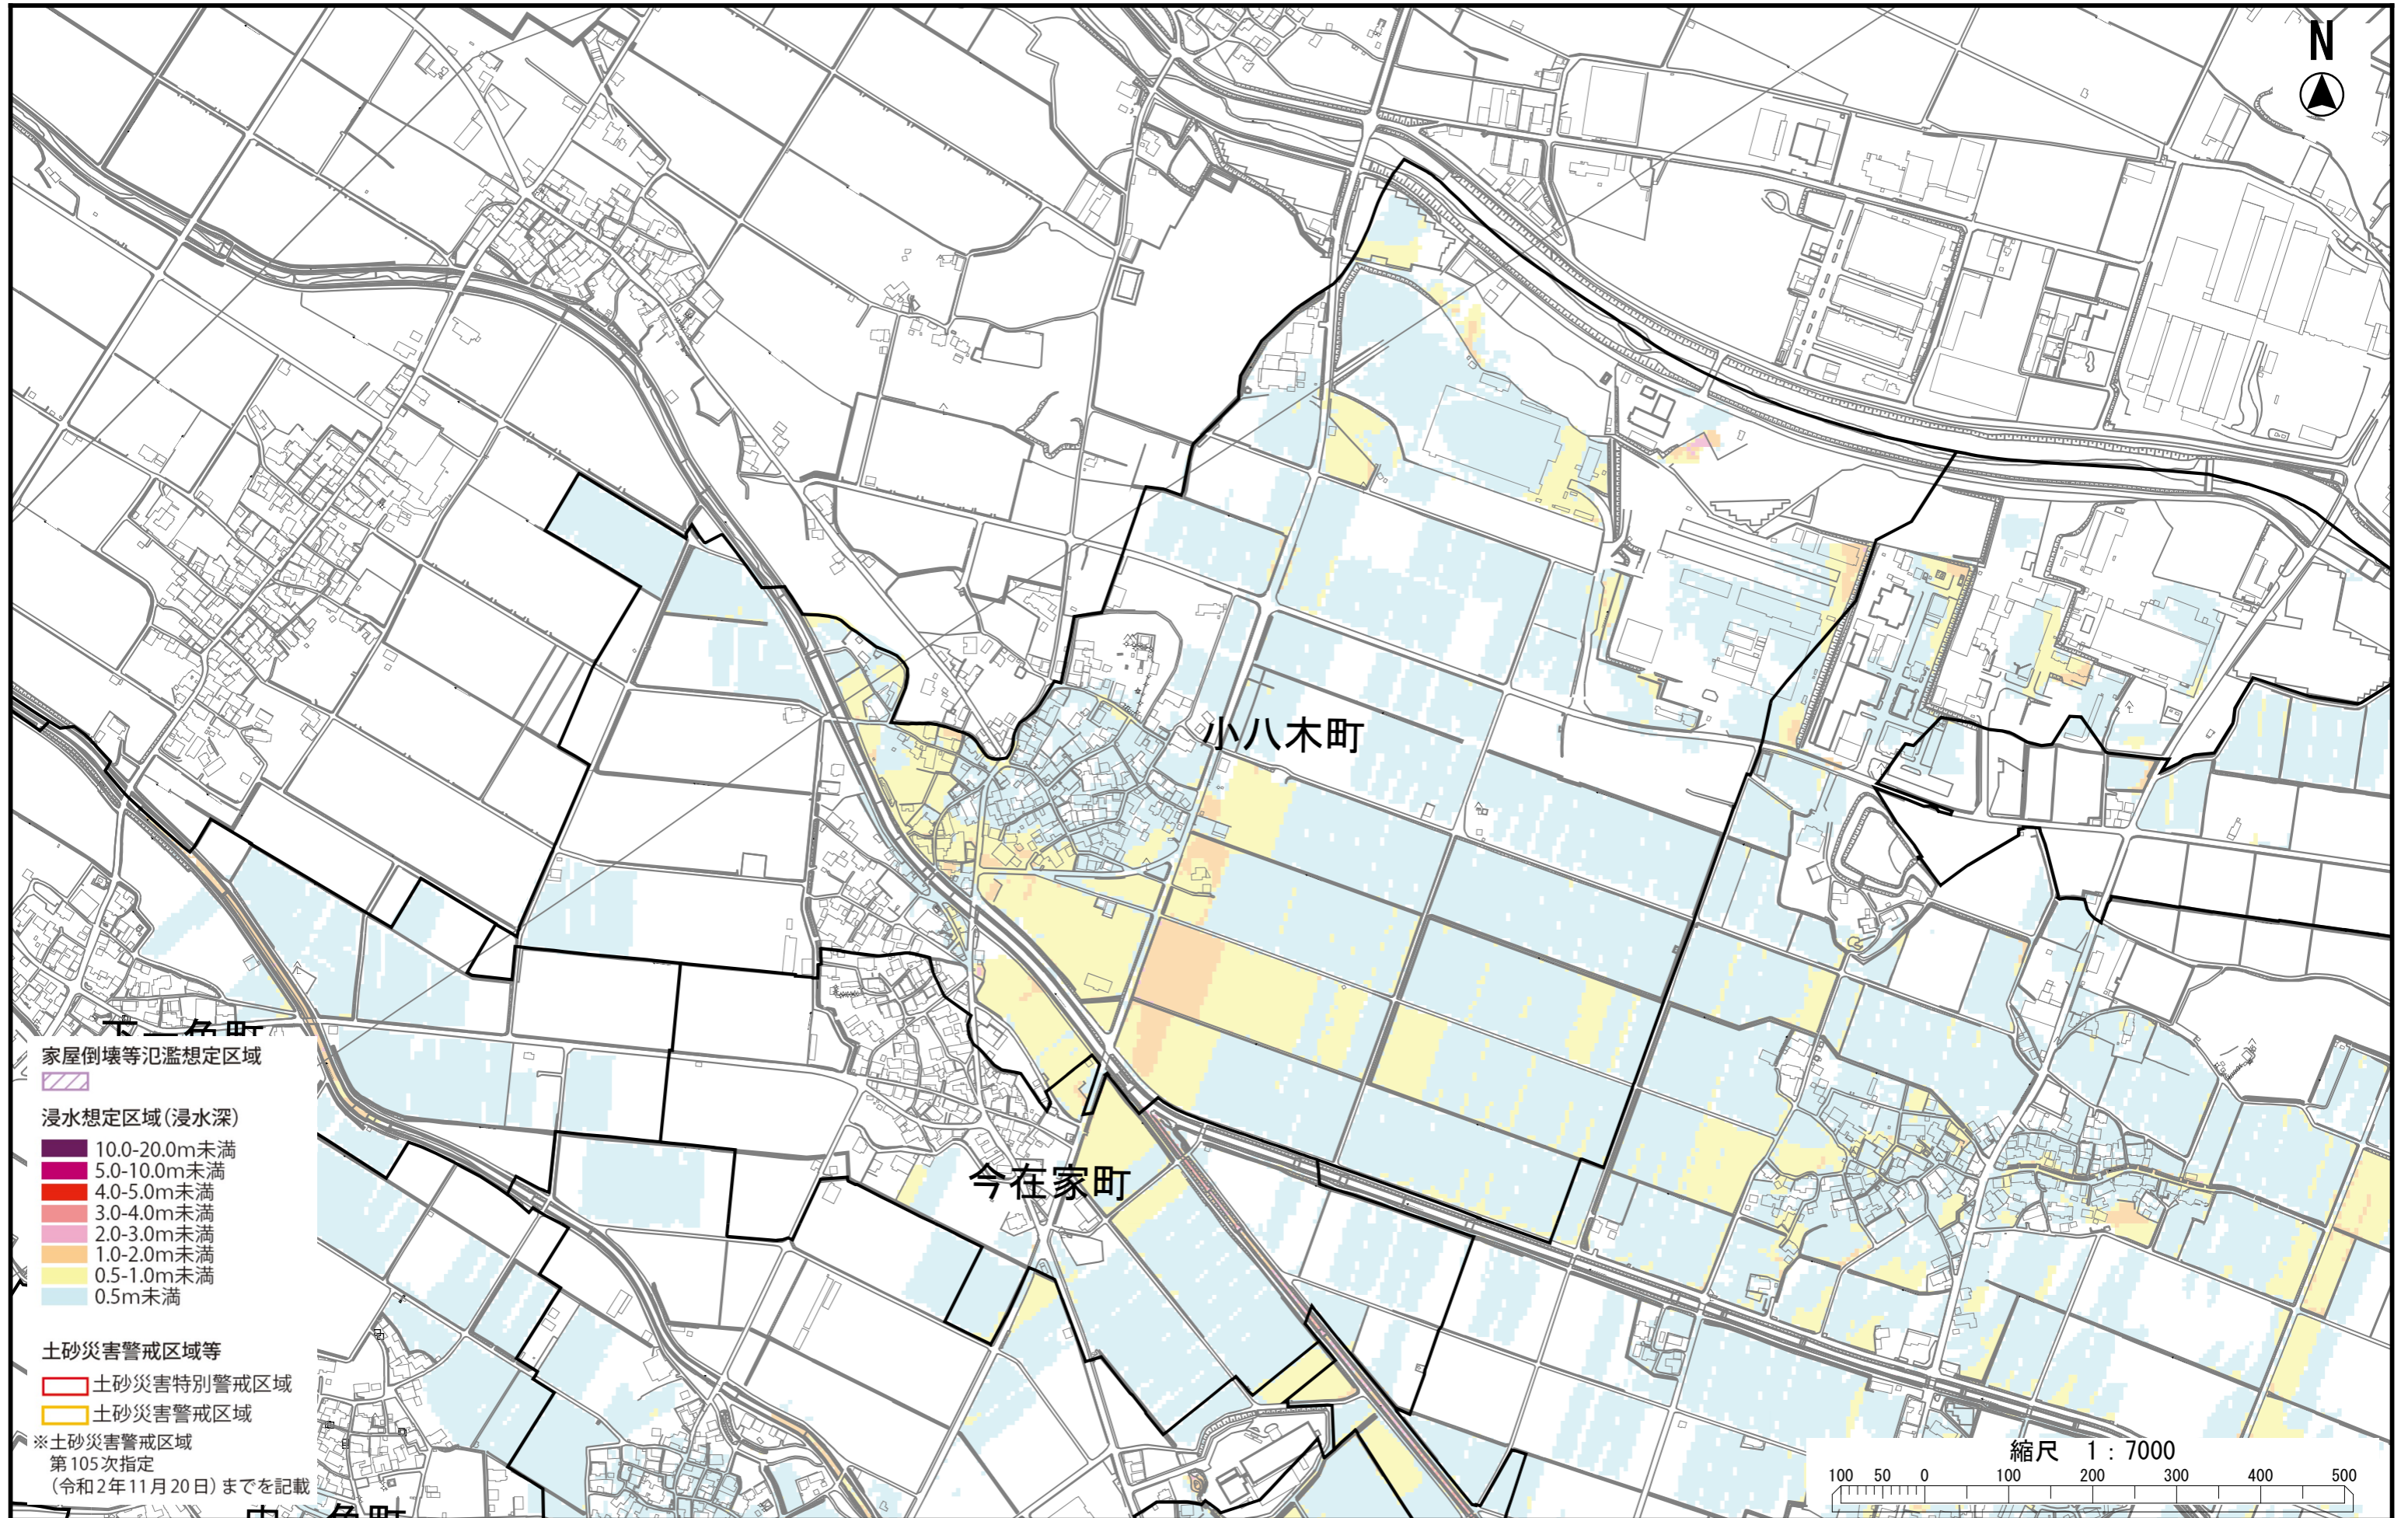 N
小八木町
今在家町
家屋倒壊等氾濫想定区域
浸水想定区域(浸水深)
10.0-20.0m未満
5.0-10.0m未満
4.0-5.0m未満
3.0-4.0m未満
2.0-3.0m未満
1.0-2.0m未満
0.5-1.0m未満
0.5m未満
土砂災害警戒区域等
土砂災害特別警戒区域
土砂災害警戒区域
※土砂災害警戒区域
第105次指定
(令和2年11月20日)までを記載
縮尺 1:7000
100 50 0 100 200 300 400 500